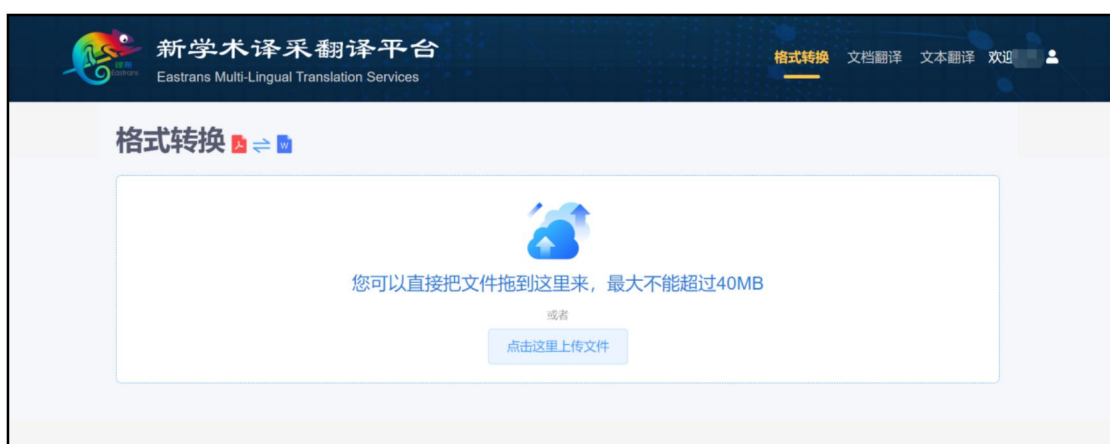 新学术译采翻译平台
Eastrans Multi-Lingual Translation Services
译采
Eastrans
格式转换 文档翻译 文本翻译 欢迎
格式转换
W
您可以直接把文件拖到这里来，最大不能超过40MB
或者
点击这里上传文件